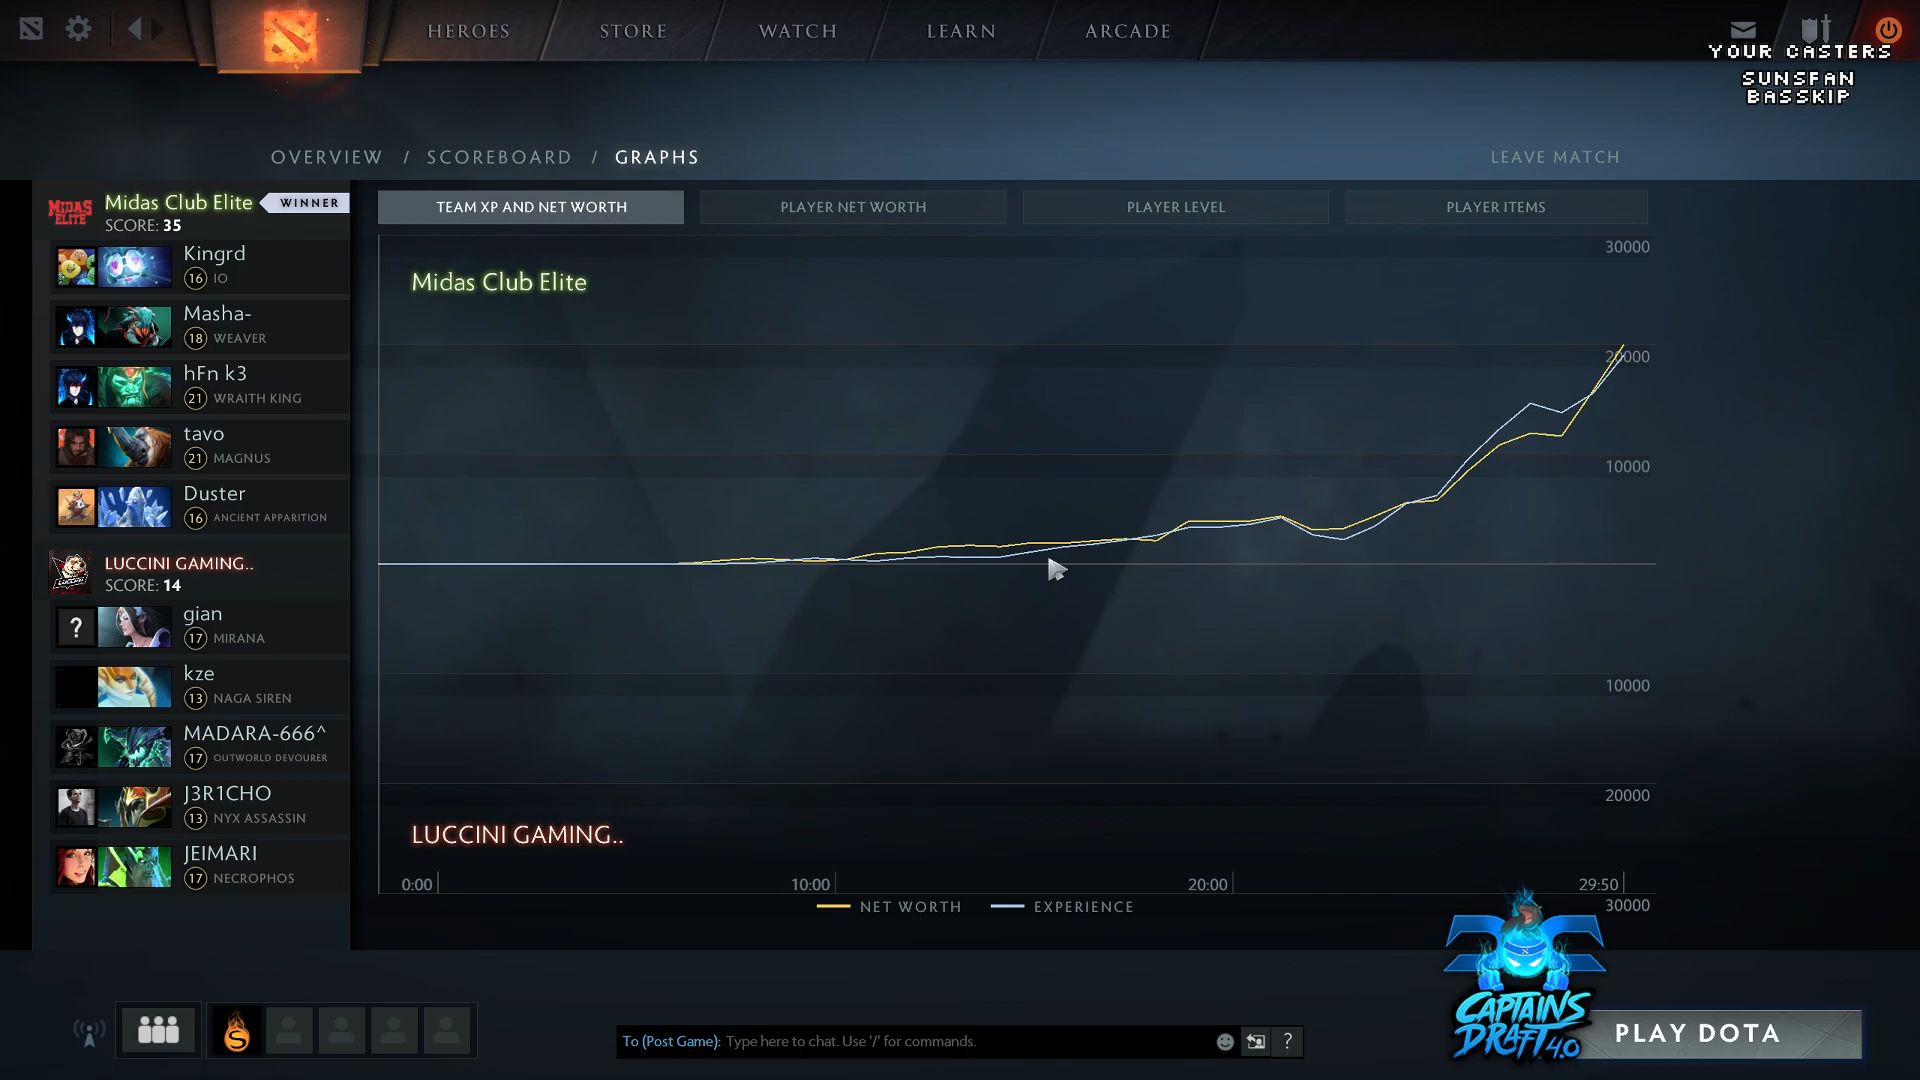 HEROES
STORE
WATCH
LEARN
ARCADE
YOUR CASTERS
SUNSFAN
BASSKIP
OVERVIEW / SCOREBOARD / GRAPHS
LEAVE MATCH
MIDAS ELITE
Midas Club Elite
WINNER
SCORE: 35
Kingrd
16 IO
Masha-
18 WEAVER
hFn k3
21 WRAITH KING
tavo
21 MAGNUS
Duster
16 ANCIENT APPARITION
LUCCINI GAMING..
SCORE: 14
gian
? 17 MIRANA
kze
13 NAGA SIREN
MADARA-666^
17 OUTWORLD DEVOURER
J3R1CHO
13 NYX ASSASSIN
JEIMARI
17 NECROPHOS
TEAM XP AND NET WORTH
PLAYER NET WORTH
PLAYER LEVEL
PLAYER ITEMS
30000
Midas Club Elite
20000
10000
10000
20000
LUCCINI GAMING..
0:00
10:00
20:00
29:50
30000
NET WORTH
EXPERIENCE
S
To (Post Game): Type here to chat. Use '/' for commands.
?
CAPTAINS
DRAFT 4.0
PLAY DOTA